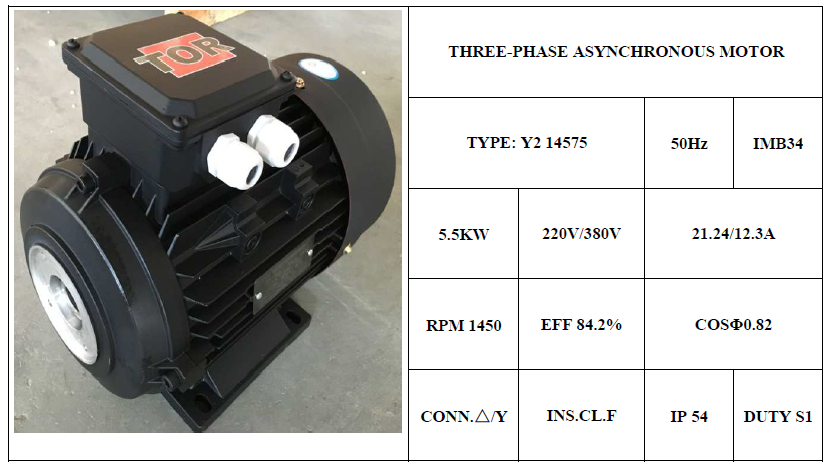 TOR
THREE-PHASE ASYNCHRONOUS MOTOR
TYPE: Y2 14575
50Hz
IMB34
5.5KW
220V/380V
21.24/12.3A
RPM 1450
EFF 84.2%
COSΦ0.82
CONN.△/Y
INS.CL.F
IP 54
DUTY S1